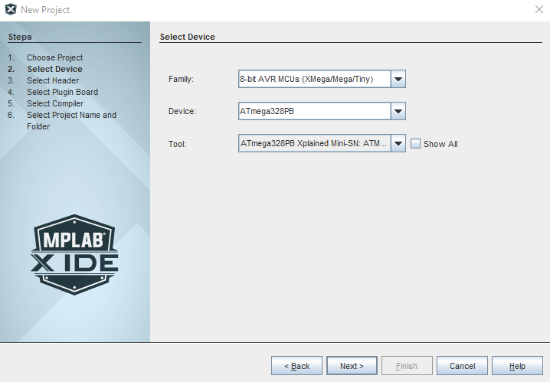 New Project
Steps
1. Choose Project
2. Select Device
3. Select Header
4. Select Plugin Board
5. Select Compiler
6. Select Project Name and
Folder
Select Device
Family: 8-bit AVR MCUs (XMega/Mega/Tiny)
Device: ATmega328PB
Tool: ATmega328PB Xplained Mini-SN: ATM... Show All
MPLAB®
X IDE
< Back Next > Finish Cancel Help